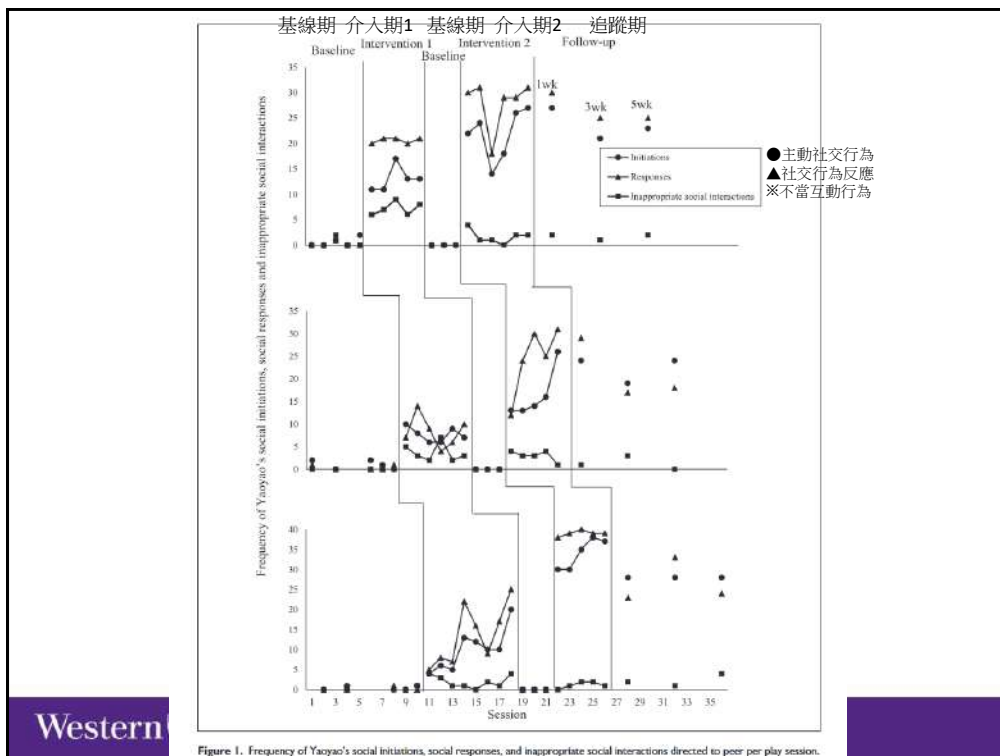 基線期 介入期1 基線期 介入期2 追蹤期
Baseline Intervention 1 Baseline Intervention 2 Follow-up
Frequency of Yaoyao's social initiations, social responses and inappropriate social interactions
35
30
25
20
15
10
5
0
1wk
3wk
5wk
Initiations
Responses
Inappropriate social interactions
●主動社交行為
▲社交行為反應
※不當互動行為
35
30
25
20
15
10
5
0
40
35
30
25
20
15
10
5
0
1 3 5 7 9 11 13 15 17 19 21 23 25 27 29 31 33 35
Session
Western
Figure 1. Frequency of Yaoyao's social initiations, social responses, and inappropriate social interactions directed to peer per play session.